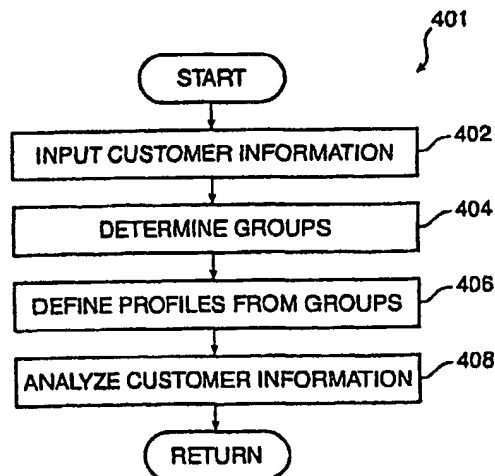 401
START
INPUT CUSTOMER INFORMATION
402
DETERMINE GROUPS
404
DEFINE PROFILES FROM GROUPS
406
ANALYZE CUSTOMER INFORMATION
408
RETURN